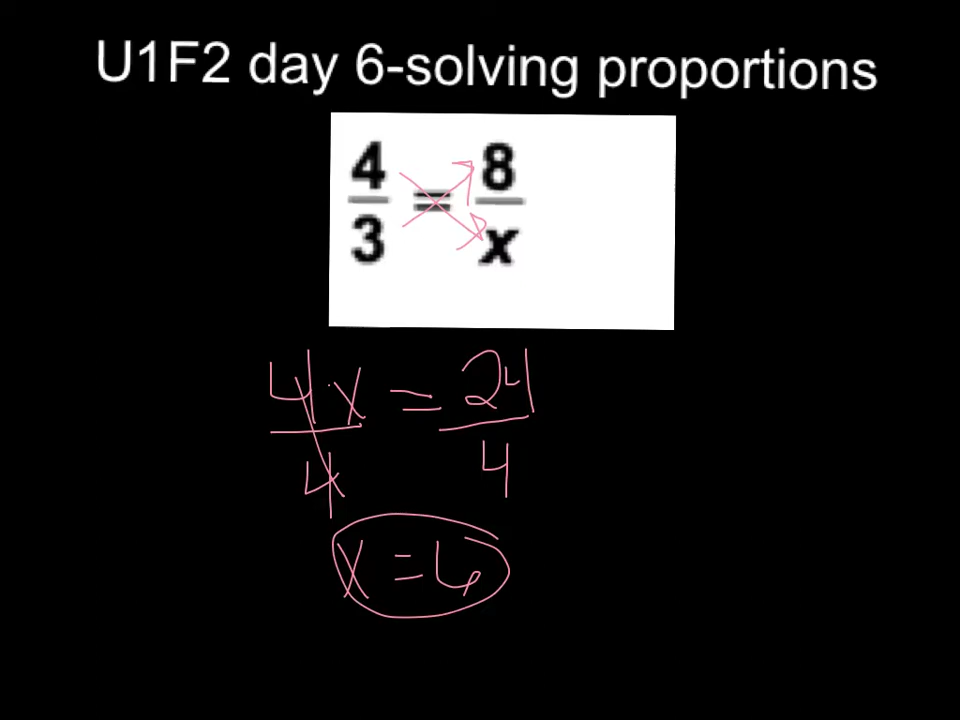 U1F2 day 6-solving proportions
4 = 8
3 x
4x = 24
4 4
x = 6